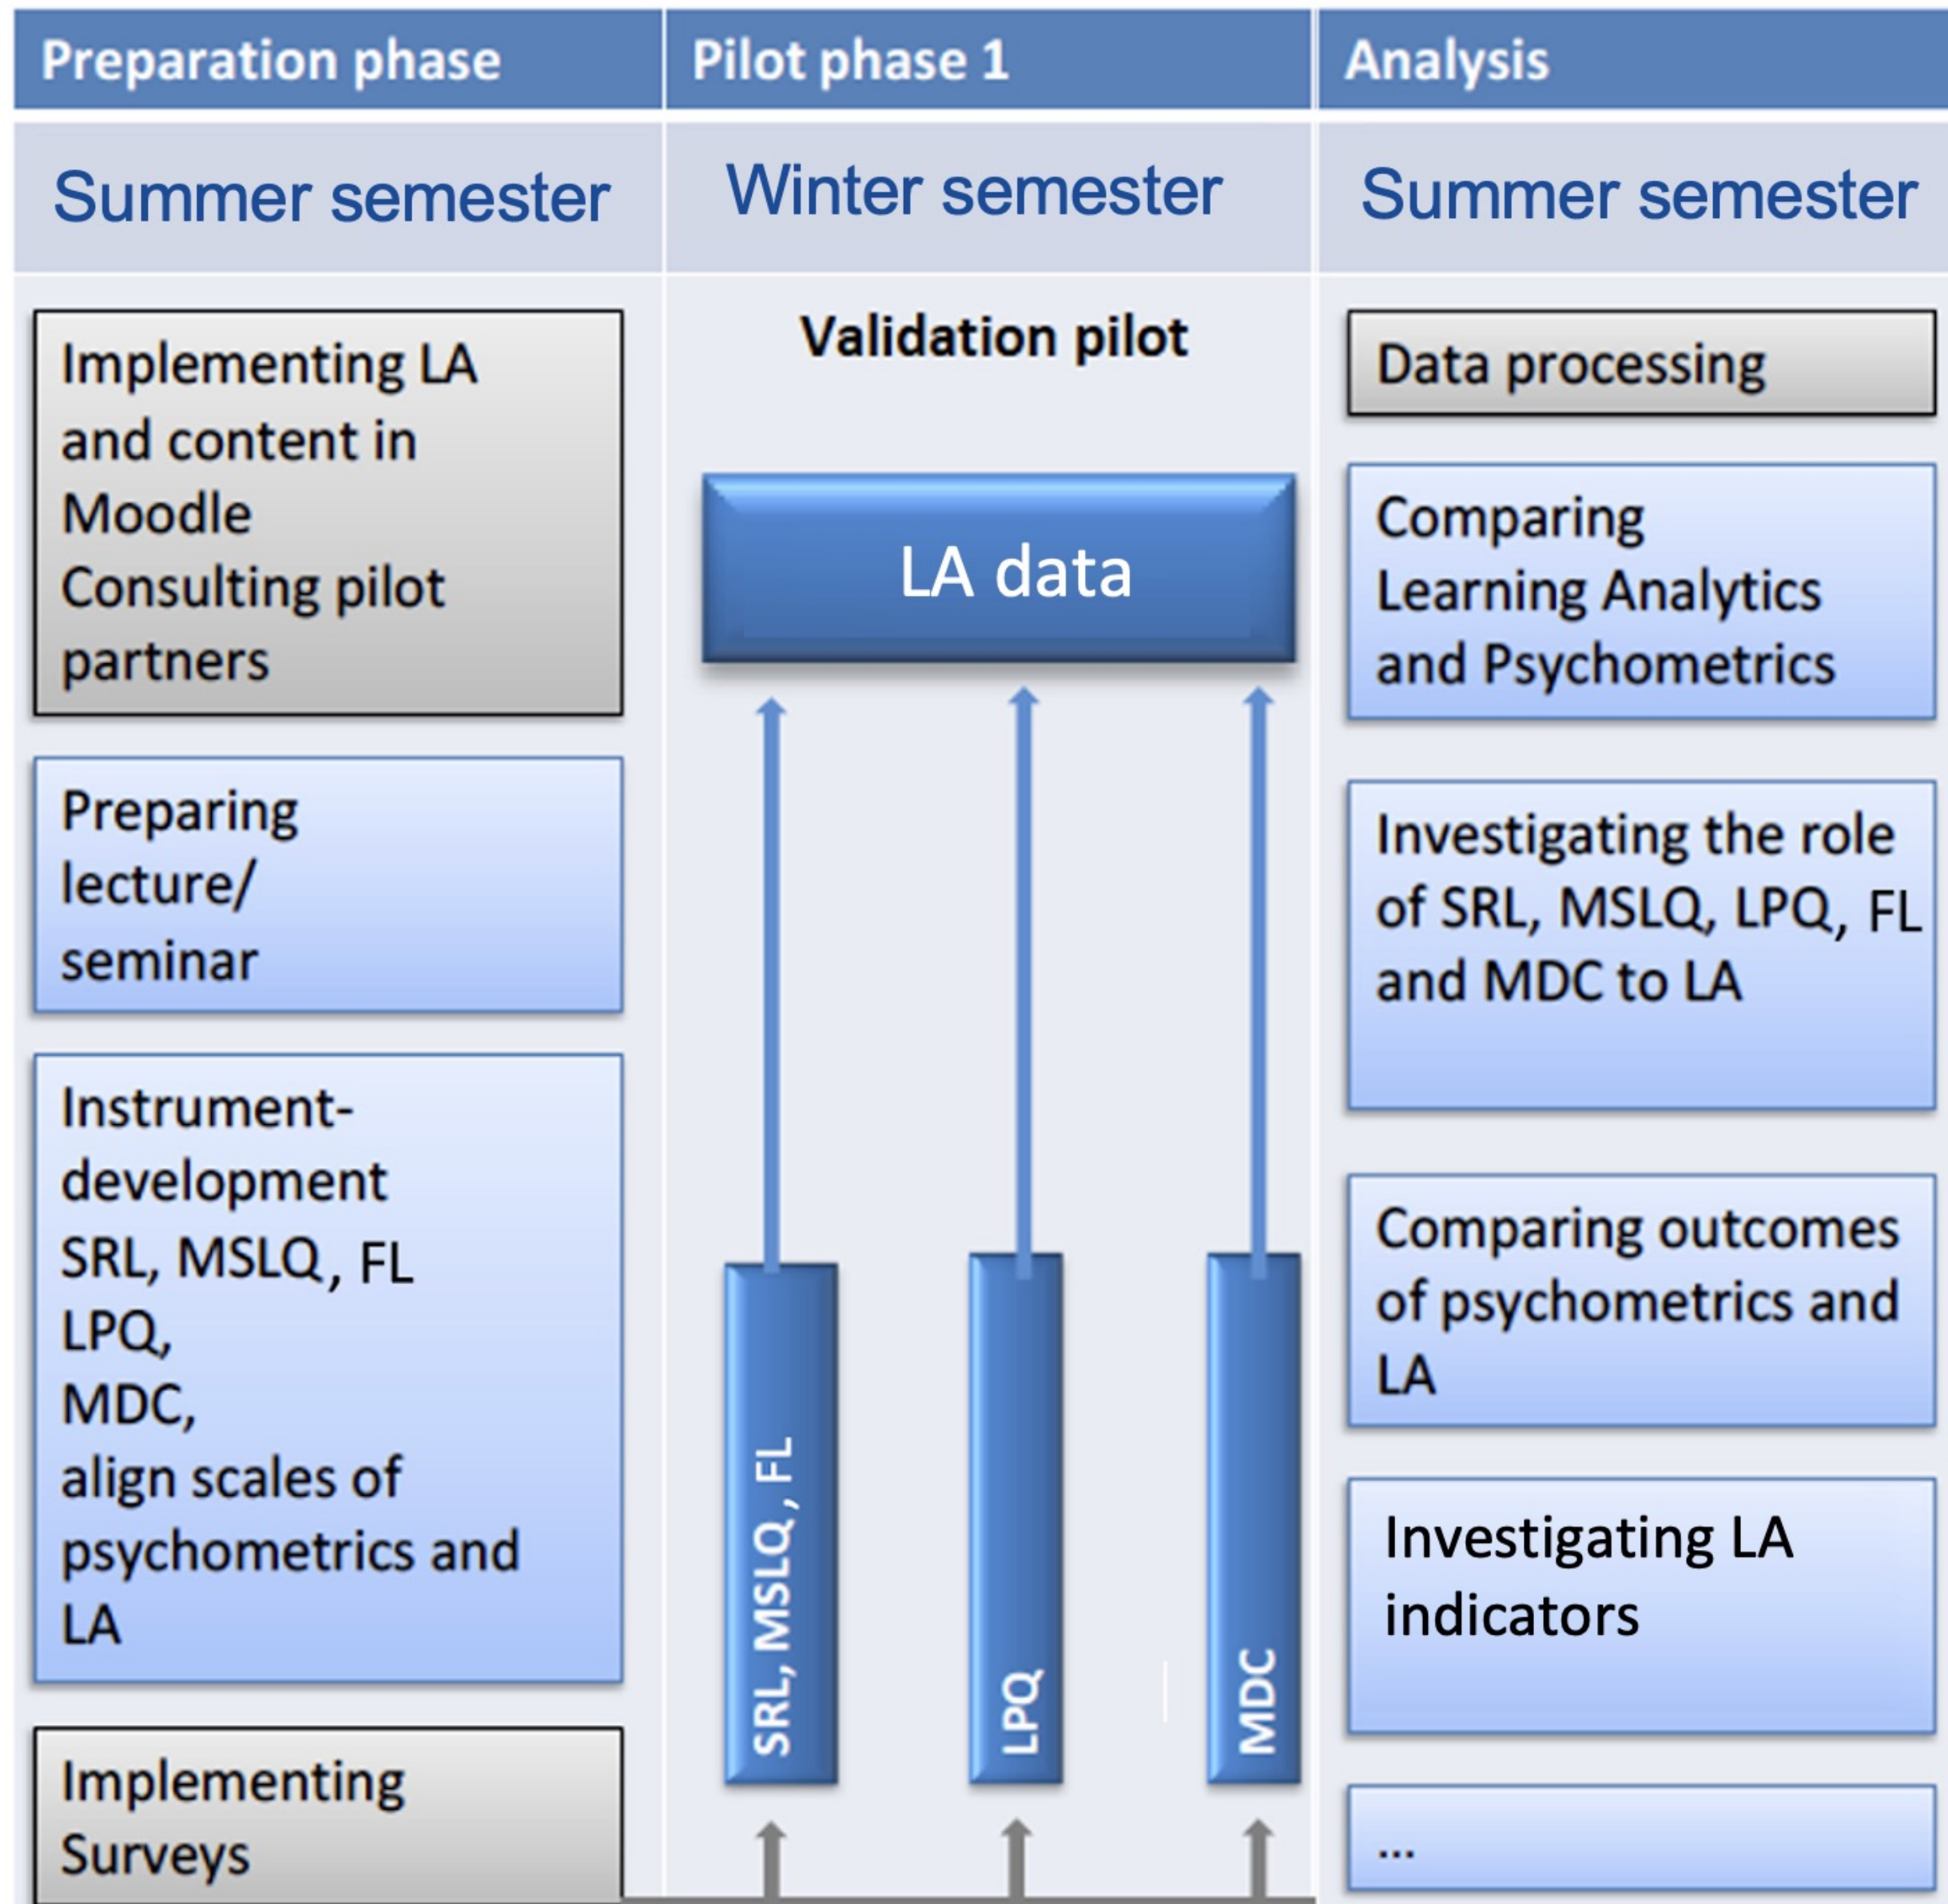 Preparation phase
Pilot phase 1
Analysis
Summer semester
Winter semester
Summer semester
Implementing LA
and content in
Moodle
Consulting pilot
partners
Preparing
lecture/
seminar
Instrument-
development
SRL, MSLQ, FL
LPQ,
MDC,
align scales of
psychometrics and
LA
Implementing
Surveys
Validation pilot
LA data
SRL, MSLQ, FL
LPQ
MDC
Data processing
Comparing
Learning Analytics
and Psychometrics
Investigating the role
of SRL, MSLQ, LPQ, FL
and MDC to LA
Comparing outcomes
of psychometrics and
LA
Investigating LA
indicators
...